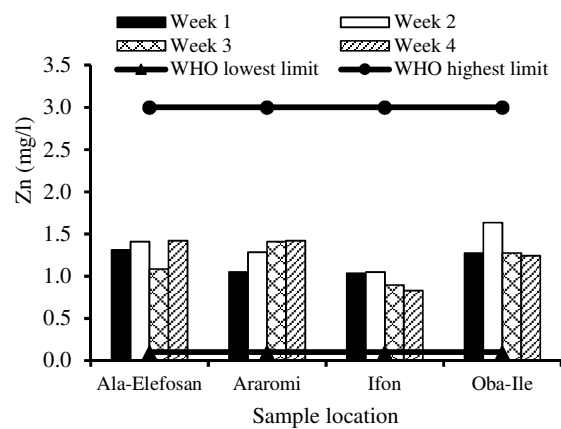 Week 1 Week 2
Week 3 Week 4
WHO lowest limit WHO highest limit
Zn (mg/l)
3.5
3.0
2.5
2.0
1.5
1.0
0.5
0.0
Ala-Elefosan Araromi Ifon Oba-Ile
Sample location